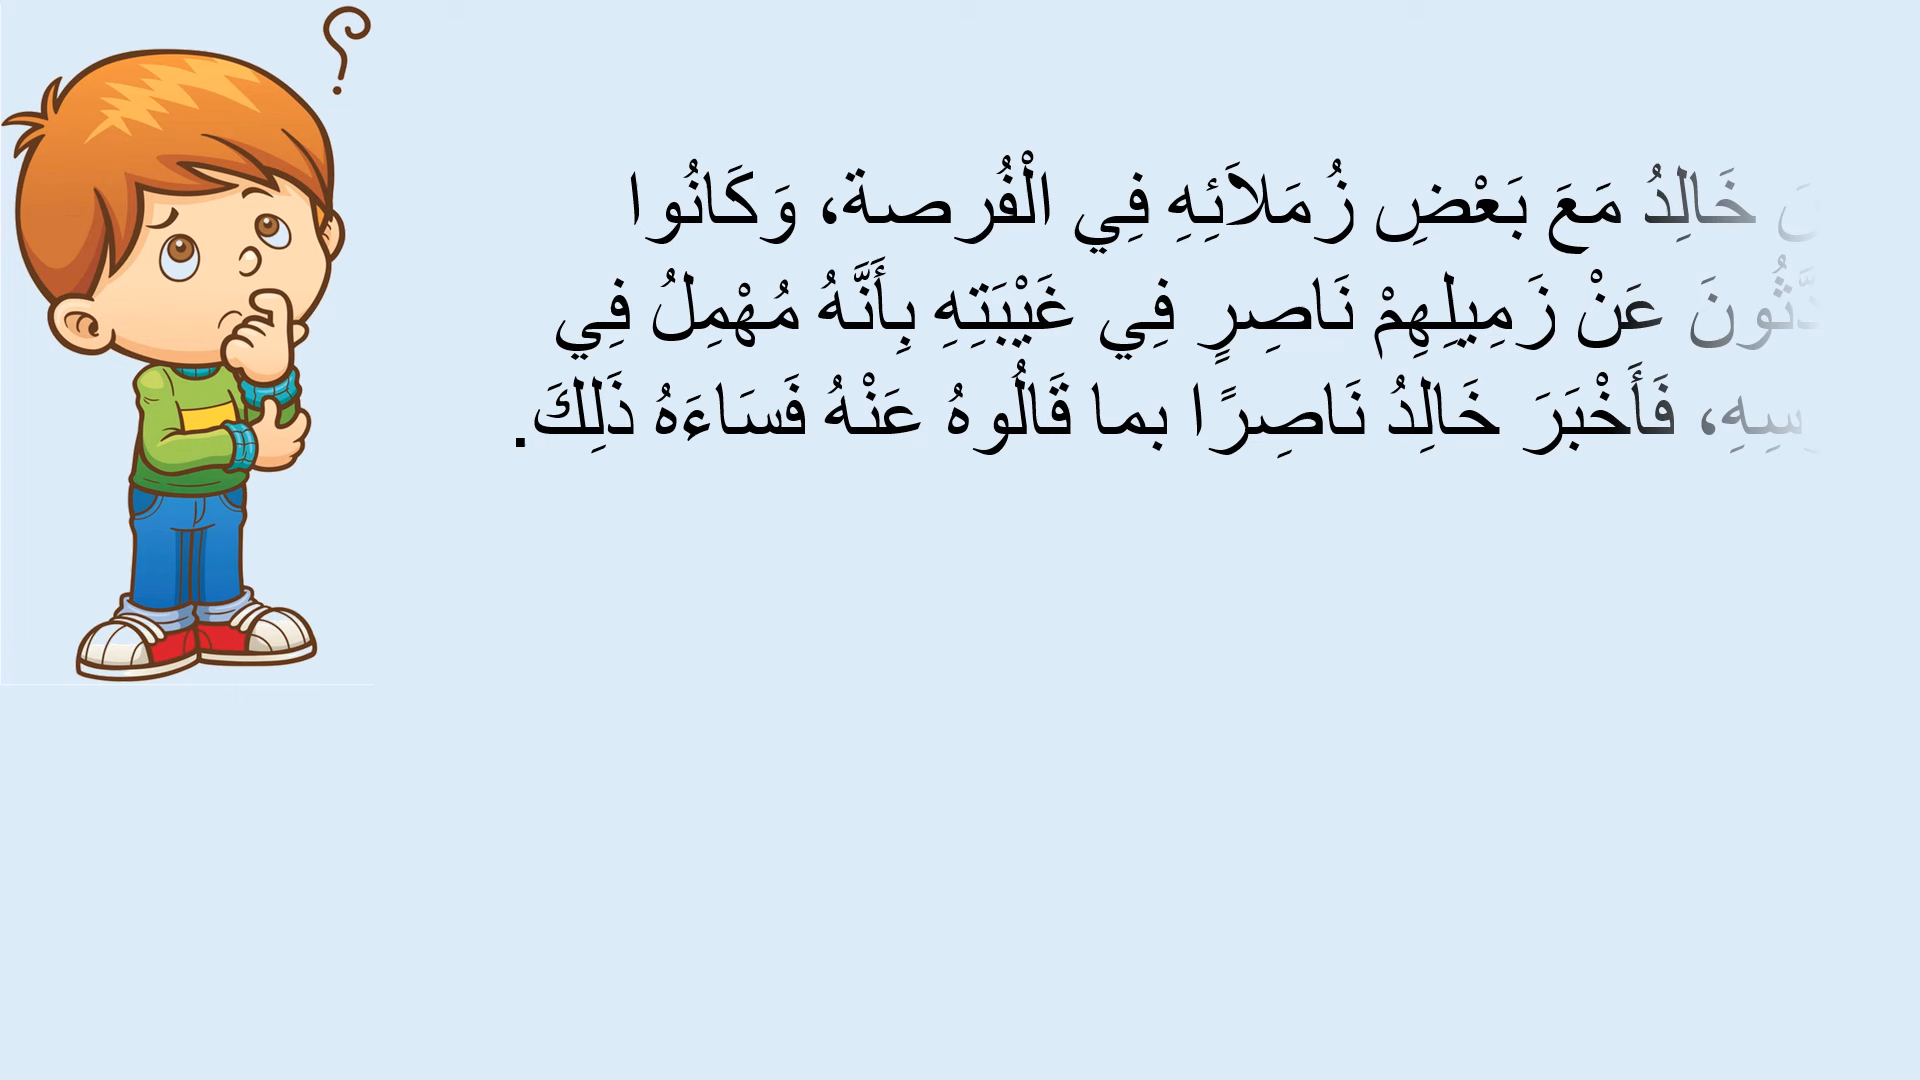 خَالِدُ مَعَ بَعْضِ زُمَلاَئِهِ فِي الْفُرصة، وَكَانُوا
عَنْ زَمِيلِهِمْ نَاصِرٍ فِي غَيْبَتِهِ بِأَنَّهُ مُهْمِلُ فِي
فَأَخْبَرَ خَالِدُ نَاصِرًا بما قَالُوهُ عَنْهُ فَسَاءَهُ ذَلِكَ.